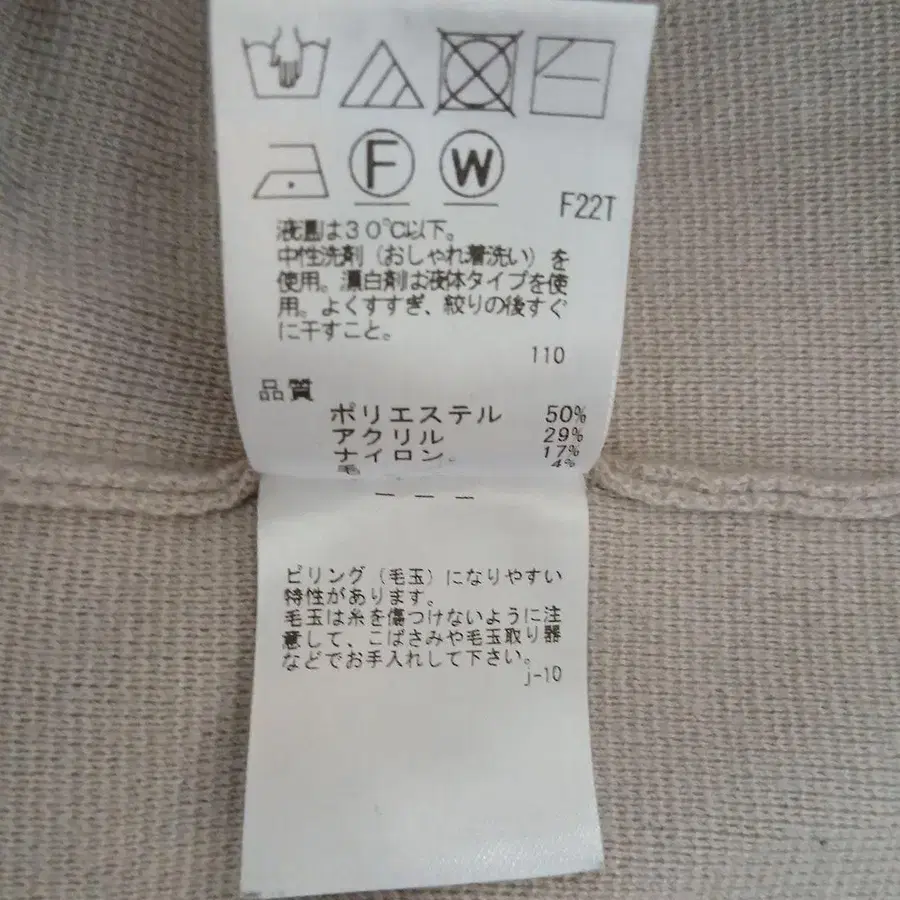 F W
F22T
液温は30℃以下。
中性洗剤(おしゃれ着洗い)を
使用。漂白剤は液体タイプを使
用。よくすすぎ、絞りの後すぐ
に干すこと。
110
品質
ポリエステル 50%
アクリル 29%
ナイロン. 17%
毛 4%
ピリング(毛玉)になりやすい
特性があります。
毛玉は糸を傷つけないように注
意して、こばさみや毛玉取り器
などでお手入れして下さい。
j-10